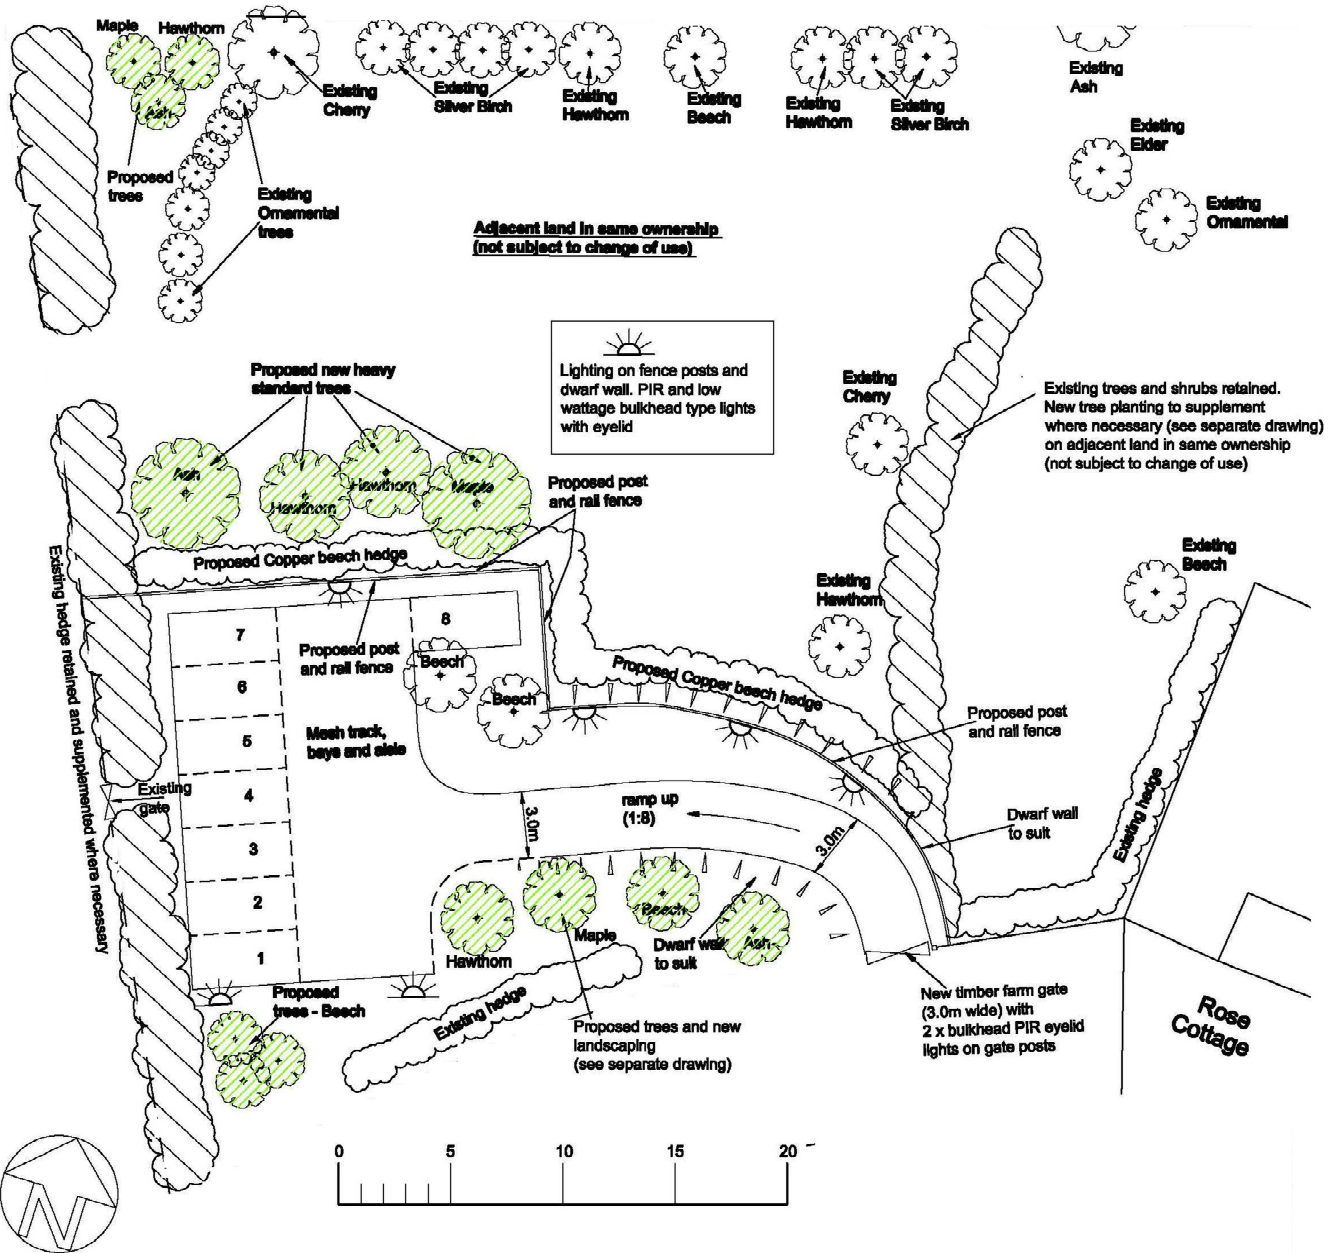 Maple
Hawthorn
Ash
Proposed
trees
Existing
Cherry
Existing
Silver Birch
Existing
Hawthorn
Existing
Beech
Existing
Hawthorn
Existing
Silver Birch
Existing
Ash
Existing
Elder
Existing
Ornamental
Existing
Ornamental
trees
Adjacent land in same ownership
(not subject to change of use)
Lighting on fence posts and
dwarf wall. PIR and low
wattage bulkhead type lights
with eyelid
Proposed new heavy
standard trees
Ash
Hawthorn
Hawthorn
Maple
Existing
Cherry
Existing trees and shrubs retained.
New tree planting to supplement
where necessary (see separate drawing)
on adjacent land in same ownership
(not subject to change of use)
Proposed post
and rail fence
Proposed Copper beech hedge
Existing hedge retained and supplemented where necessary
Existing
Beech
Existing
Hawthorn
7
8
Proposed post
and rail fence
Beech
Beech
6
5
Mesh track,
bays and aisle
Proposed Copper beech hedge
Proposed post
and rail fence
Existing
gate
4
3
2
1
3.0m
ramp up
(1:8)
3.0m
Dwarf wall
to suit
Existing hedge
Hawthorn
Maple
Beech
Ash
Dwarf wall
to suit
Proposed
trees - Beech
Existing hedge
Proposed trees and new
landscaping
(see separate drawing)
New timber farm gate
(3.0m wide) with
2 x bulkhead PIR eyelid
lights on gate posts
Rose
Cottage
N
0 5 10 15 20